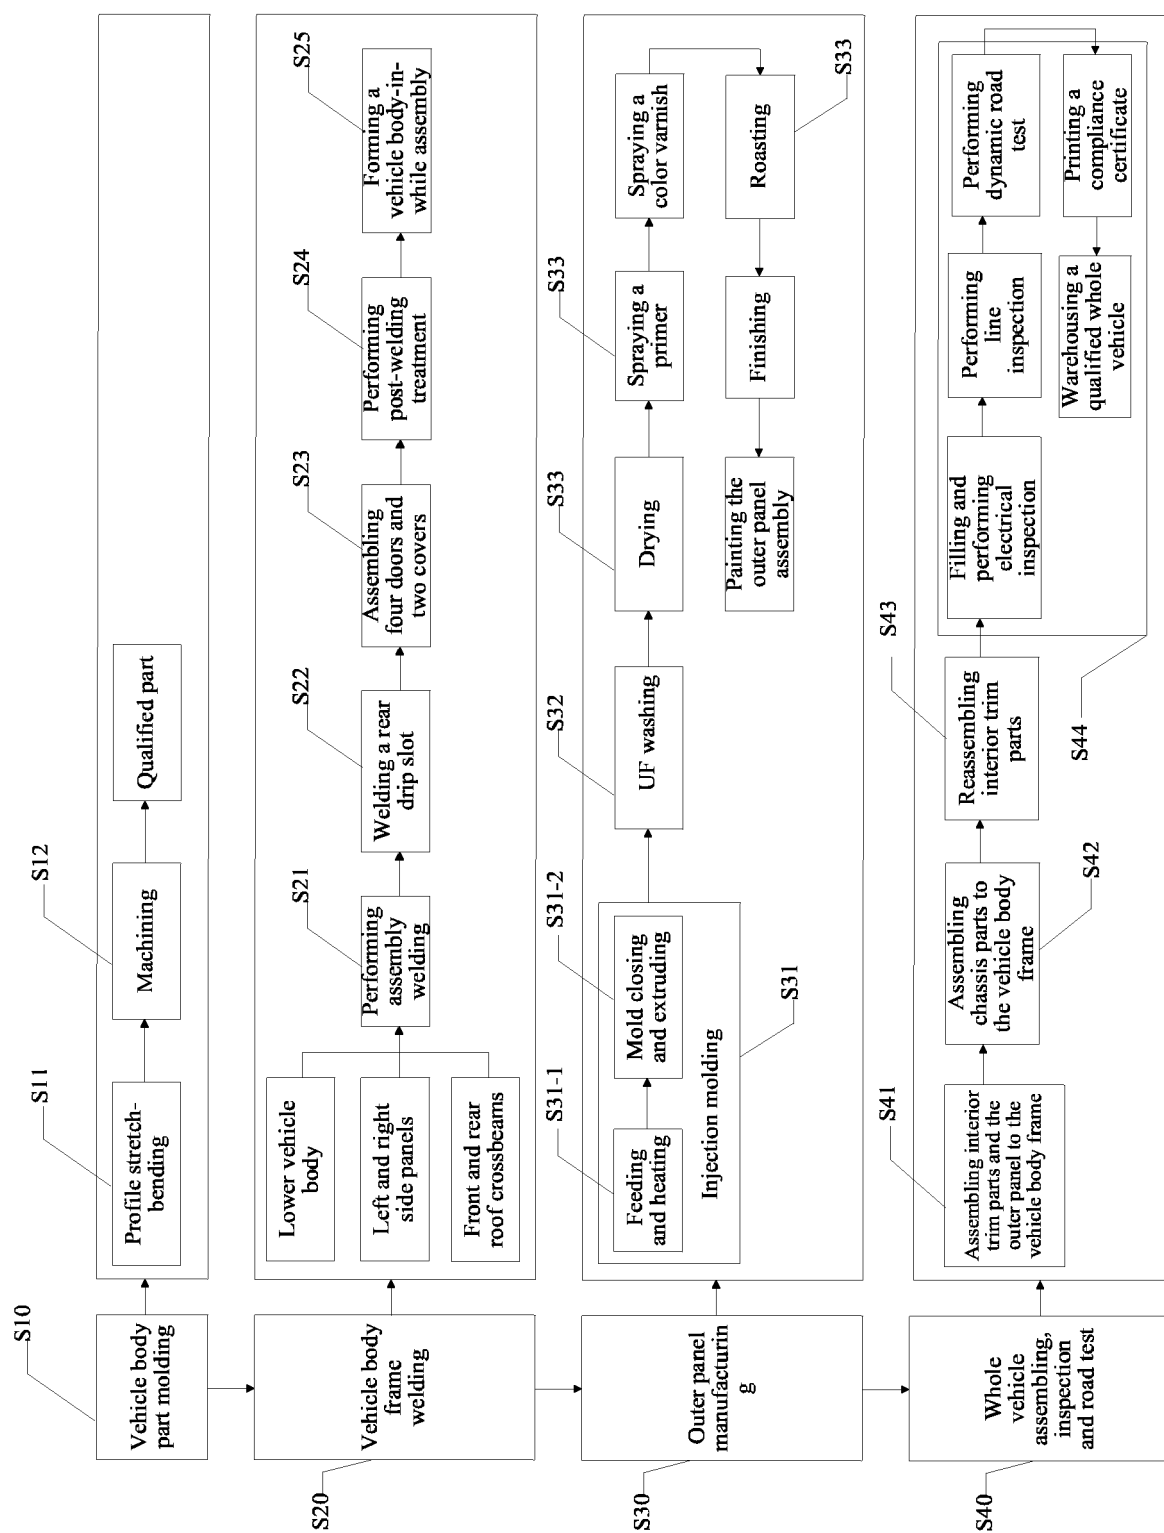 S10
Vehicle body
part molding
S11
Profile stretch-
bending
S12
Machining
Qualified part
S20
Vehicle body
frame
welding
Lower vehicle
body
Left and right
side panels
Front and rear
roof crossbeams
S21
Performing
assembly
welding
S22
Welding a rear
drip slot
S23
Assembling
four doors and
two covers
S24
Performing
post-welding
treatment
S25
Forming a
vehicle body-in-
while assembly
S30
Outer panel
manufacturin
g
S31-1
Feeding
and heating
S31-2
Mold closing
and extruding
Injection molding
S31
S32
UF washing
S33
Drying
S33
Spraying a
primer
Spraying a
color varnish
Roasting
S33
Finishing
Painting the
outer panel
assembly
S40
Whole
vehicle
assembling,
inspection
and road test
S41
Assembling interior
trim parts and the
outer panel to the
vehicle body frame
Assembling
chassis parts to
the vehicle body
frame
S42
S43
Reassembling
interior trim
parts
S44
Filling and
performing
electrical
inspection
Performing
line
inspection
Performing
dynamic road
test
Printing a
compliance
certificate
Warehousing a
qualified whole
vehicle